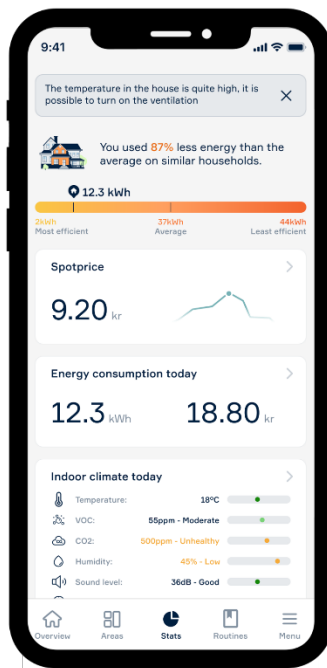 9:41
The temperature in the house is quite high, it is
possible to turn on the ventilation
You used 87% less energy than the
average on similar households.
12.3 kWh
2kWh 37kWh 44kWh
Most efficient Average Least efficient
Spotprice
9.20 kr
Energy consumption today
12.3 kWh 18.80 kr
Indoor climate today
Temperature: 18°C
VOC: 55ppm - Moderate
CO2: 500ppm - Unhealthy
Humidity: 45% - Low
Sound level: 36dB - Good
Overview Areas Stats Routines Menu